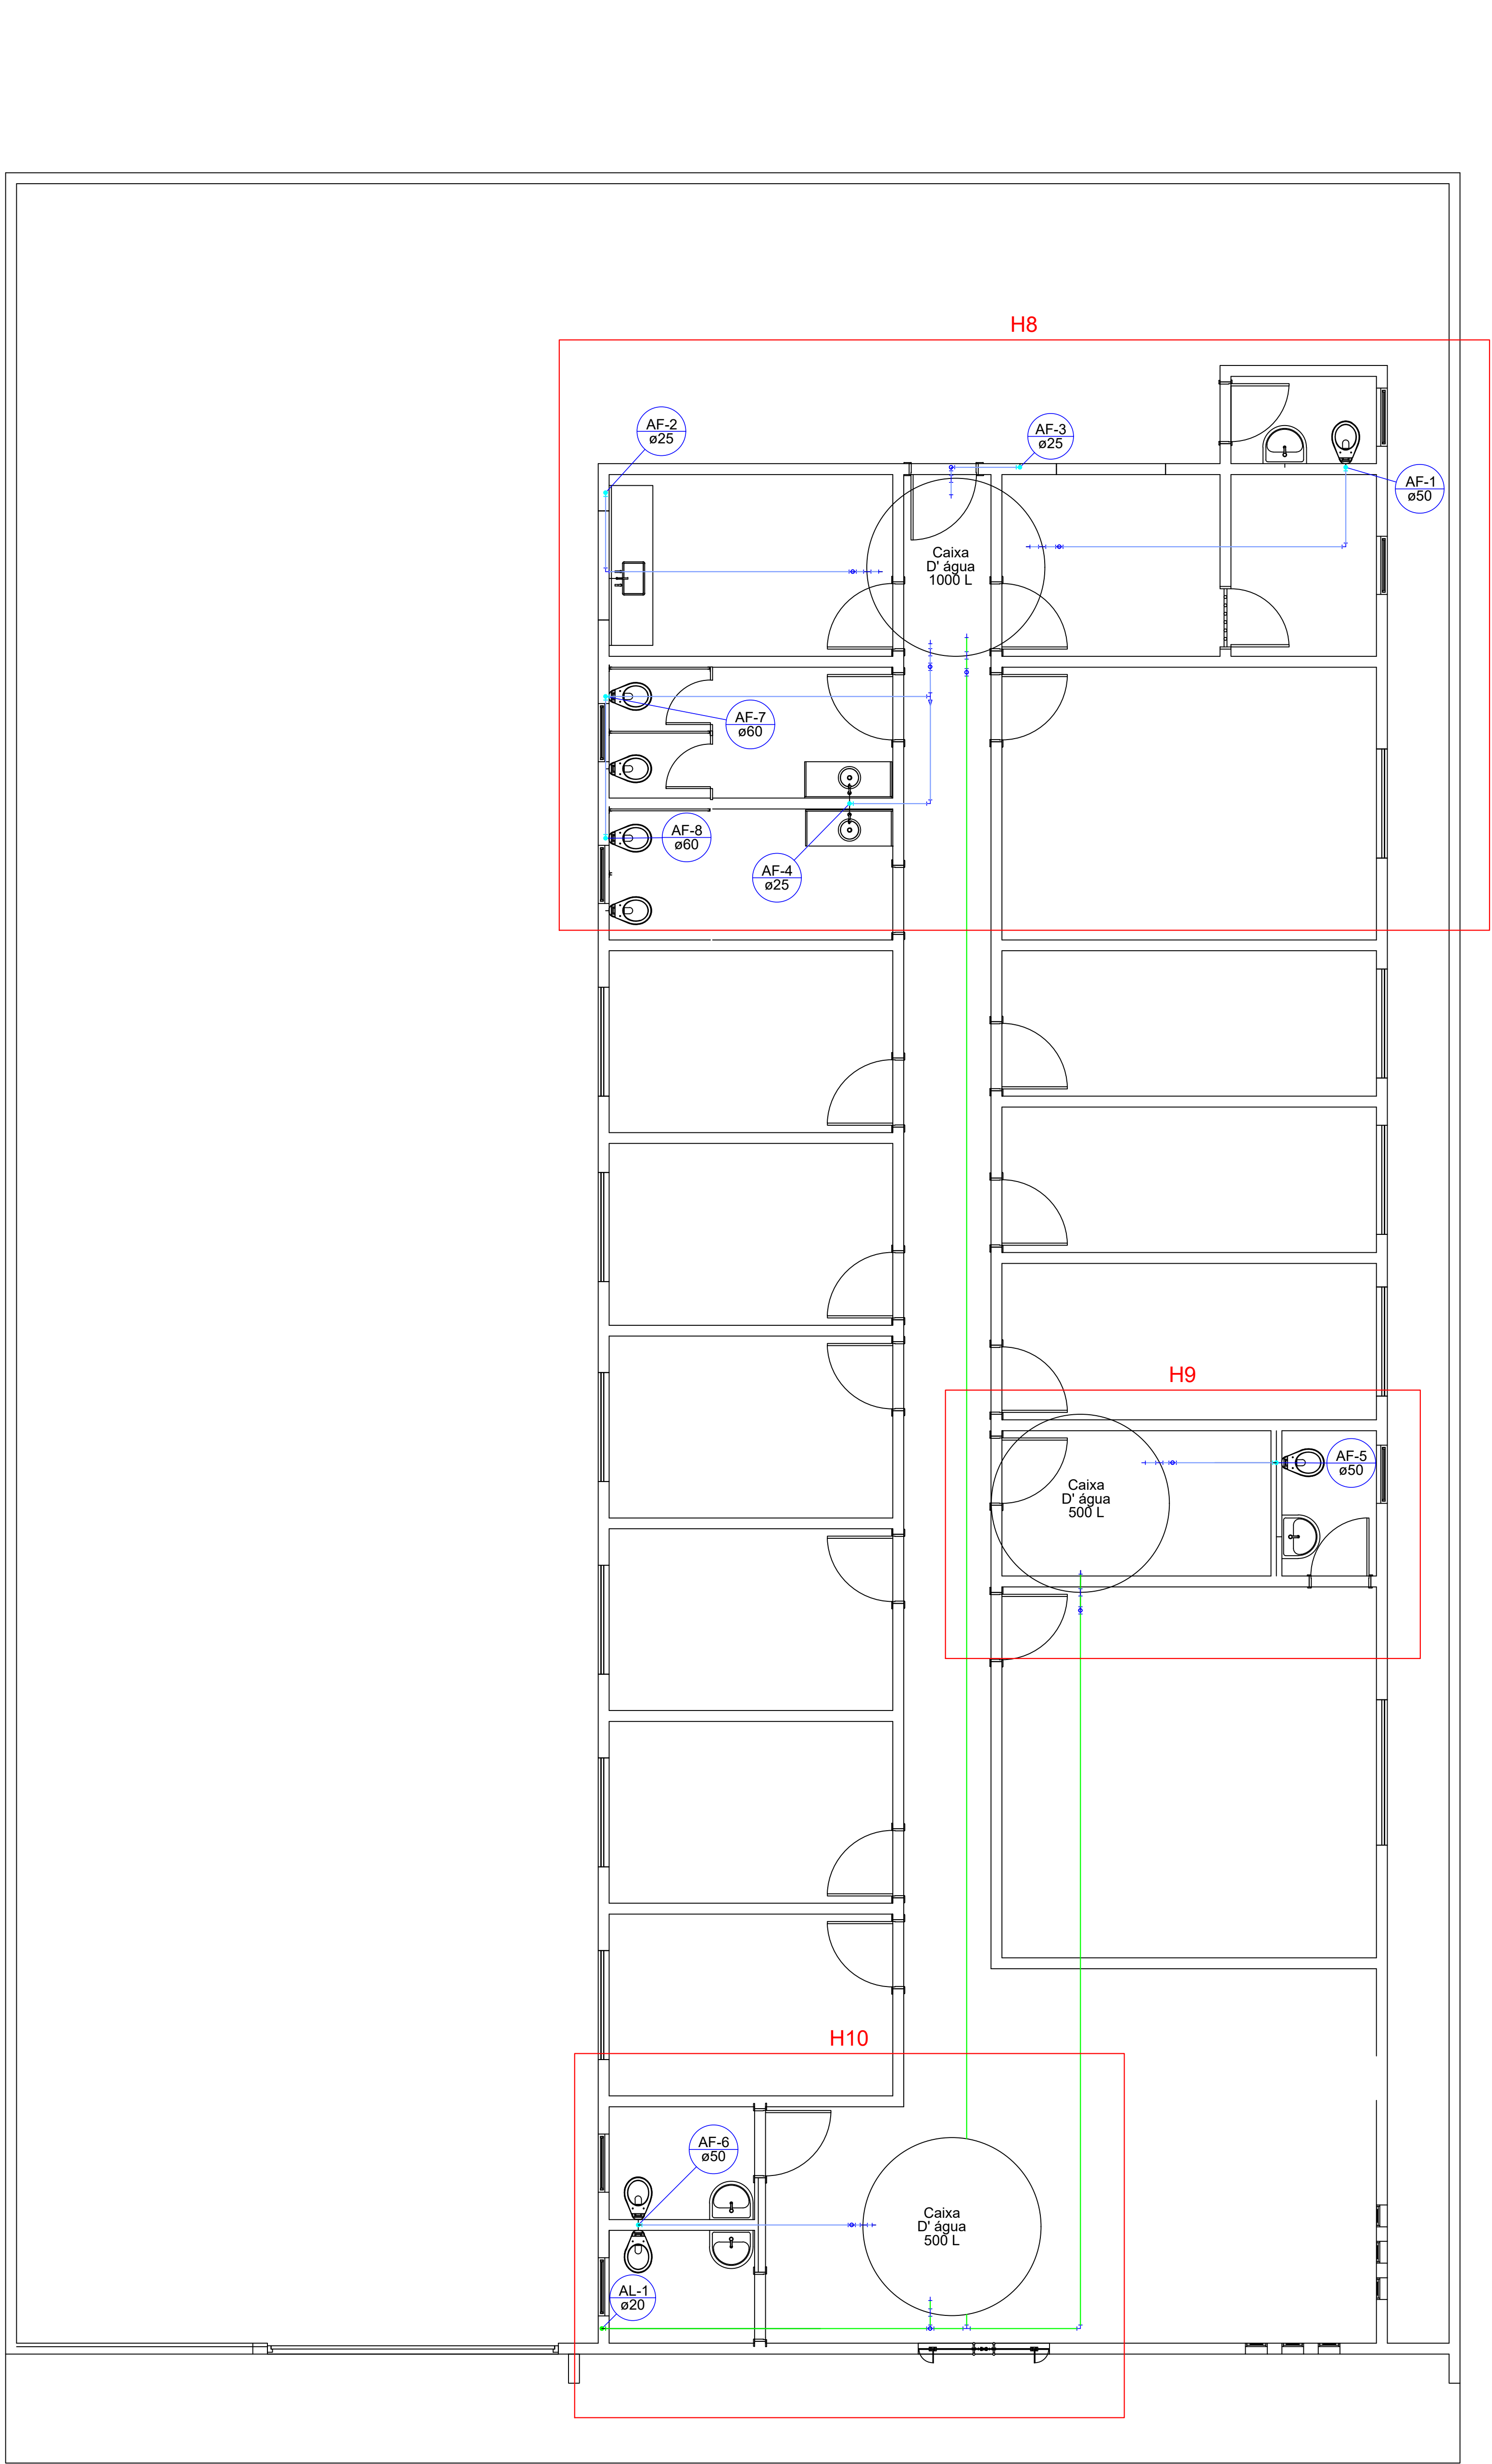 H8
AF-2
ø25
AF-3
ø25
AF-1
ø50
Caixa
D' água
1000 L
AF-7
ø60
AF-8
ø60
AF-4
ø25
H9
AF-5
ø50
Caixa
D' água
500 L
H10
AF-6
ø50
Caixa
D' água
500 L
AL-1
ø20